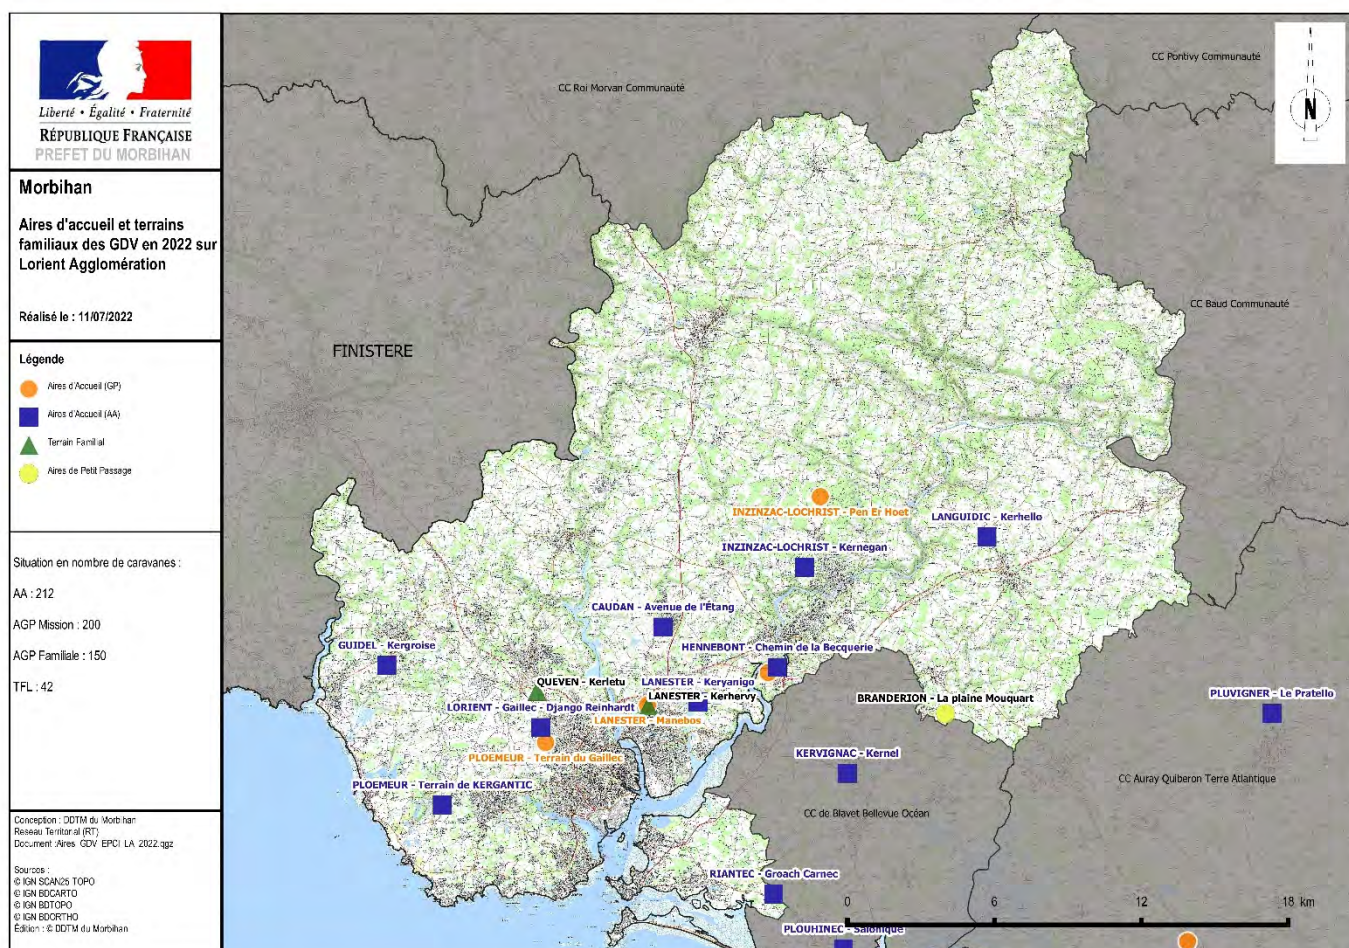 Liberté • Égalité • Fraternité
RÉPUBLIQUE FRANÇAISE
PREFET DU MORBIHAN
Morbihan
Aires d'accueil et terrains
familiaux des GDV en 2022 sur
Lorient Agglomération
Réalisé le : 11/07/2022
Légende
Aires d'Accueil (GP)
Aires d'Accueil (AA)
Terrain Familial
Aires de Petit Passage
Situation en nombre de caravanes :
AA : 212
AGP Mission : 200
AGP Familiale : 150
TFL : 42
Conception : DDTM du Morbihan
Reseau Territorial (RT)
Document :Aires_GDV_EPCI_LA_2022.qgz
Sources :
© IGN SCAN25 TOPO
© IGN BDCARTO
© IGN BDTOPO
© IGN BDORTHO
Édition : © DDTM du Morbihan
CC Pontivy Communauté
CC Roi Morvan Communauté
N
CC Baud Communauté
FINISTERE
INZINZAC-LOCHRIST - Pen Er Hoet
LANGUIDIC - Kerhello
INZINZAC-LOCHRIST - Kernegan
CAUDAN - Avenue de l'Étang
GUIDEL - Kergroise
HENNEBONT - Chemin de la Becquerie
QUEVEN - Kerletu
LANESTER - Keryanigo
LANESTER - Kerhervy
BRANDERION - La plaine Mouquart
PLUVIGNER - Le Pratello
LORIENT - Gaillec - Django Reinhardt
LANESTER - Manebos
PLOEMEUR - Terrain du Gaillec
KERVIGNAC - Kernel
CC Auray Quiberon Terre Atlantique
PLOEMEUR - Terrain de KERGANTIC
CC de Blavet Bellevue Océan
RIANTEC - Groach Carnec
0 6 12 18 km
PLOUHINEC - Salonique